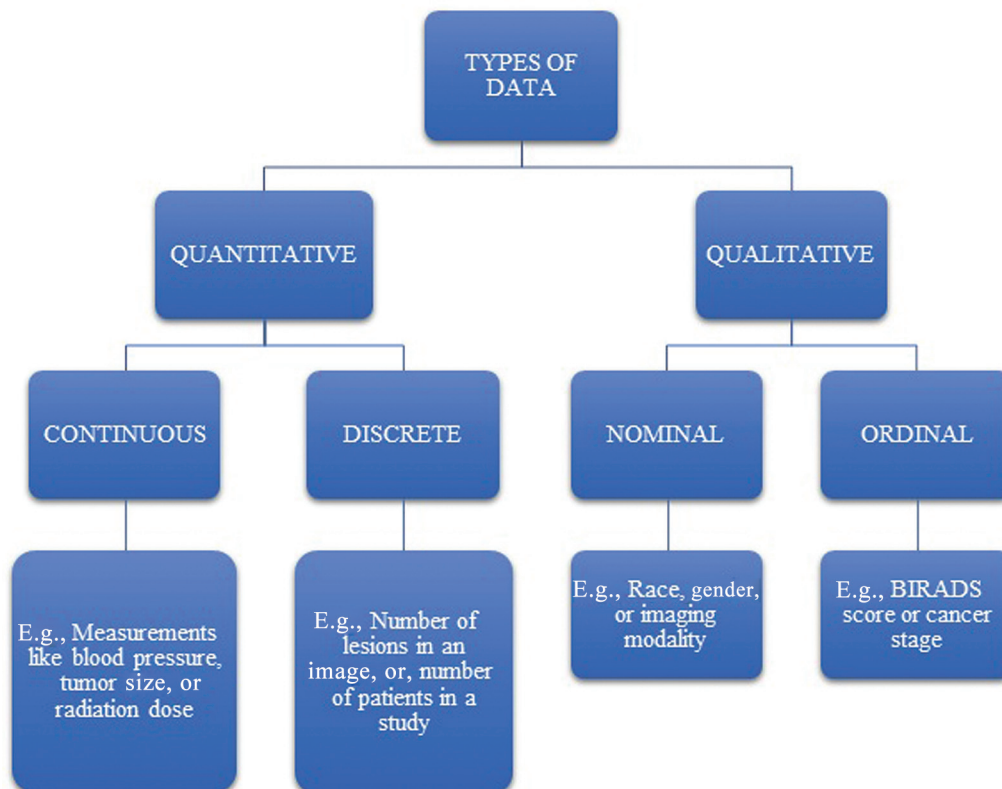 TYPES OF
DATA
QUANTITATIVE
QUALITATIVE
CONTINUOUS
DISCRETE
NOMINAL
ORDINAL
E.g., Measurements
like blood pressure,
tumor size, or
radiation dose
E.g., Number of
lesions in an
image, or, number
of patients in a
study
E.g., Race, gender,
or imaging
modality
E.g., BIRADS
score or cancer
stage